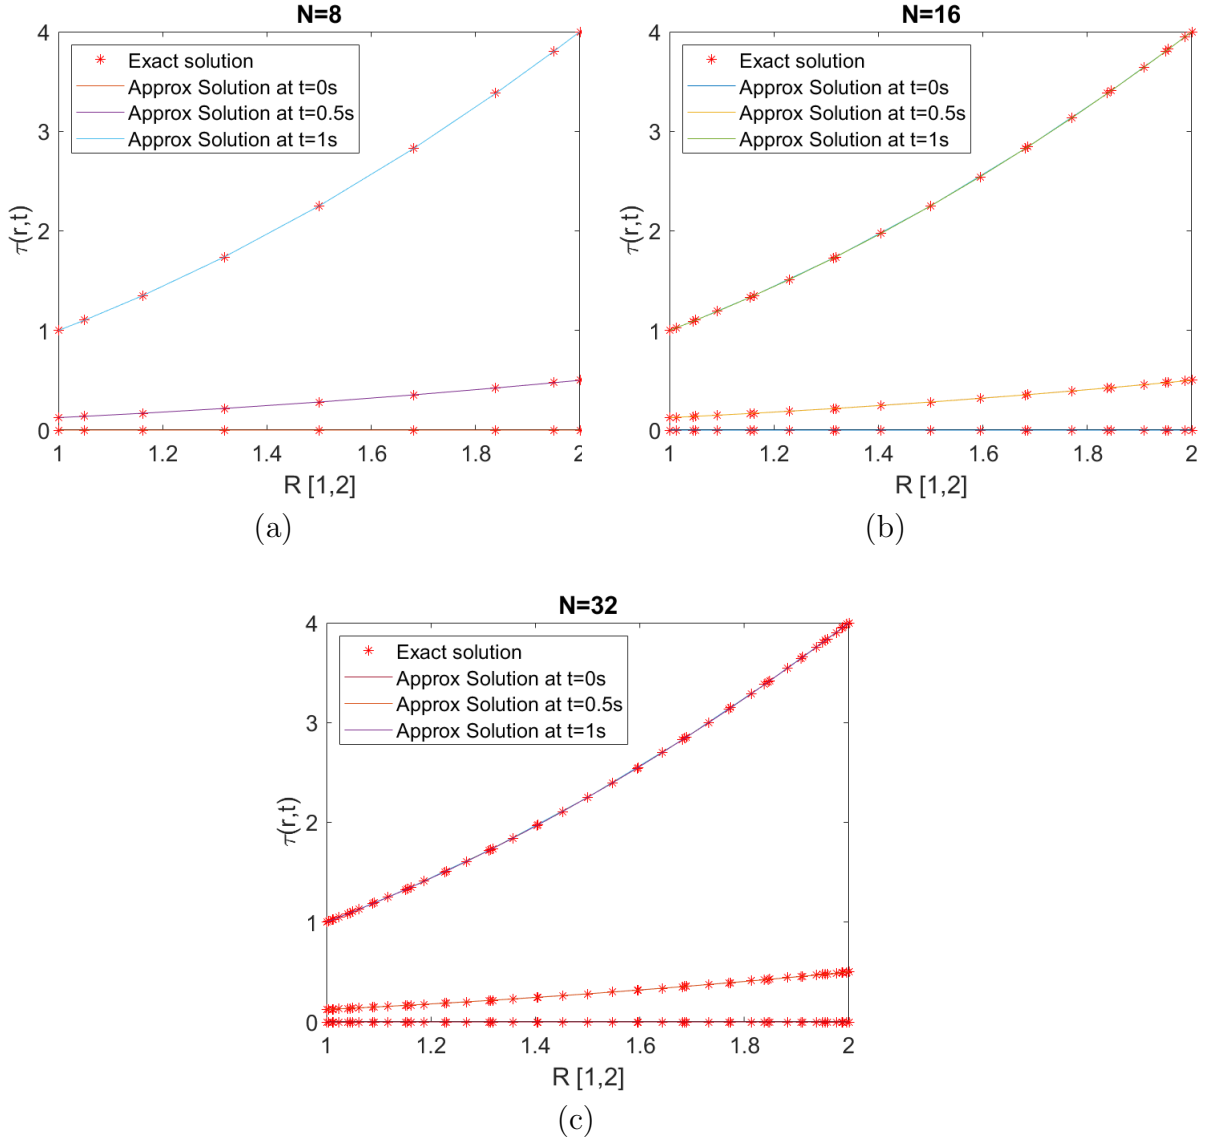 N=8
4
3
2
1
0
τ(r,t)
Exact solution
Approx Solution at t=0s
Approx Solution at t=0.5s
Approx Solution at t=1s
1 1.2 1.4 1.6 1.8 2
R [1,2]
(a)
N=16
4
3
2
1
0
τ(r,t)
Exact solution
Approx Solution at t=0s
Approx Solution at t=0.5s
Approx Solution at t=1s
1 1.2 1.4 1.6 1.8 2
R [1,2]
(b)
N=32
4
3
2
1
0
τ(r,t)
Exact solution
Approx Solution at t=0s
Approx Solution at t=0.5s
Approx Solution at t=1s
1 1.2 1.4 1.6 1.8 2
R [1,2]
(c)